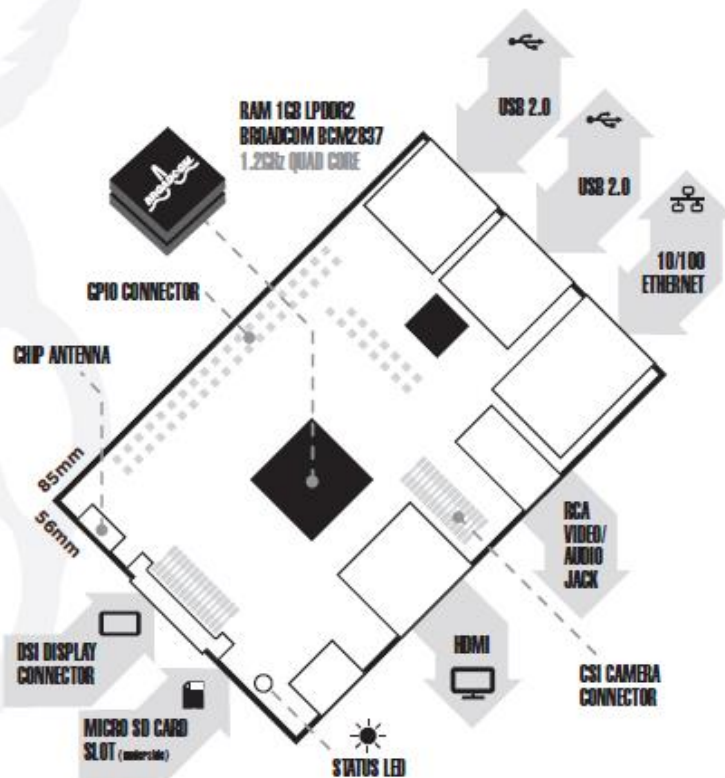 USB 2.0
RAM 1GB LPDDR2
BROADCOM BCM2837
1.2GHz QUAD CORE
BROADCOM
USB 2.0
10/100
ETHERNET
GPIO CONNECTOR
CHIP ANTENNA
85mm
56mm
RCA
VIDEO/
AUDIO
JACK
DSI DISPLAY
CONNECTOR
HDMI
CSI CAMERA
CONNECTOR
MICRO SD CARD
SLOT (underside)
STATUS LED